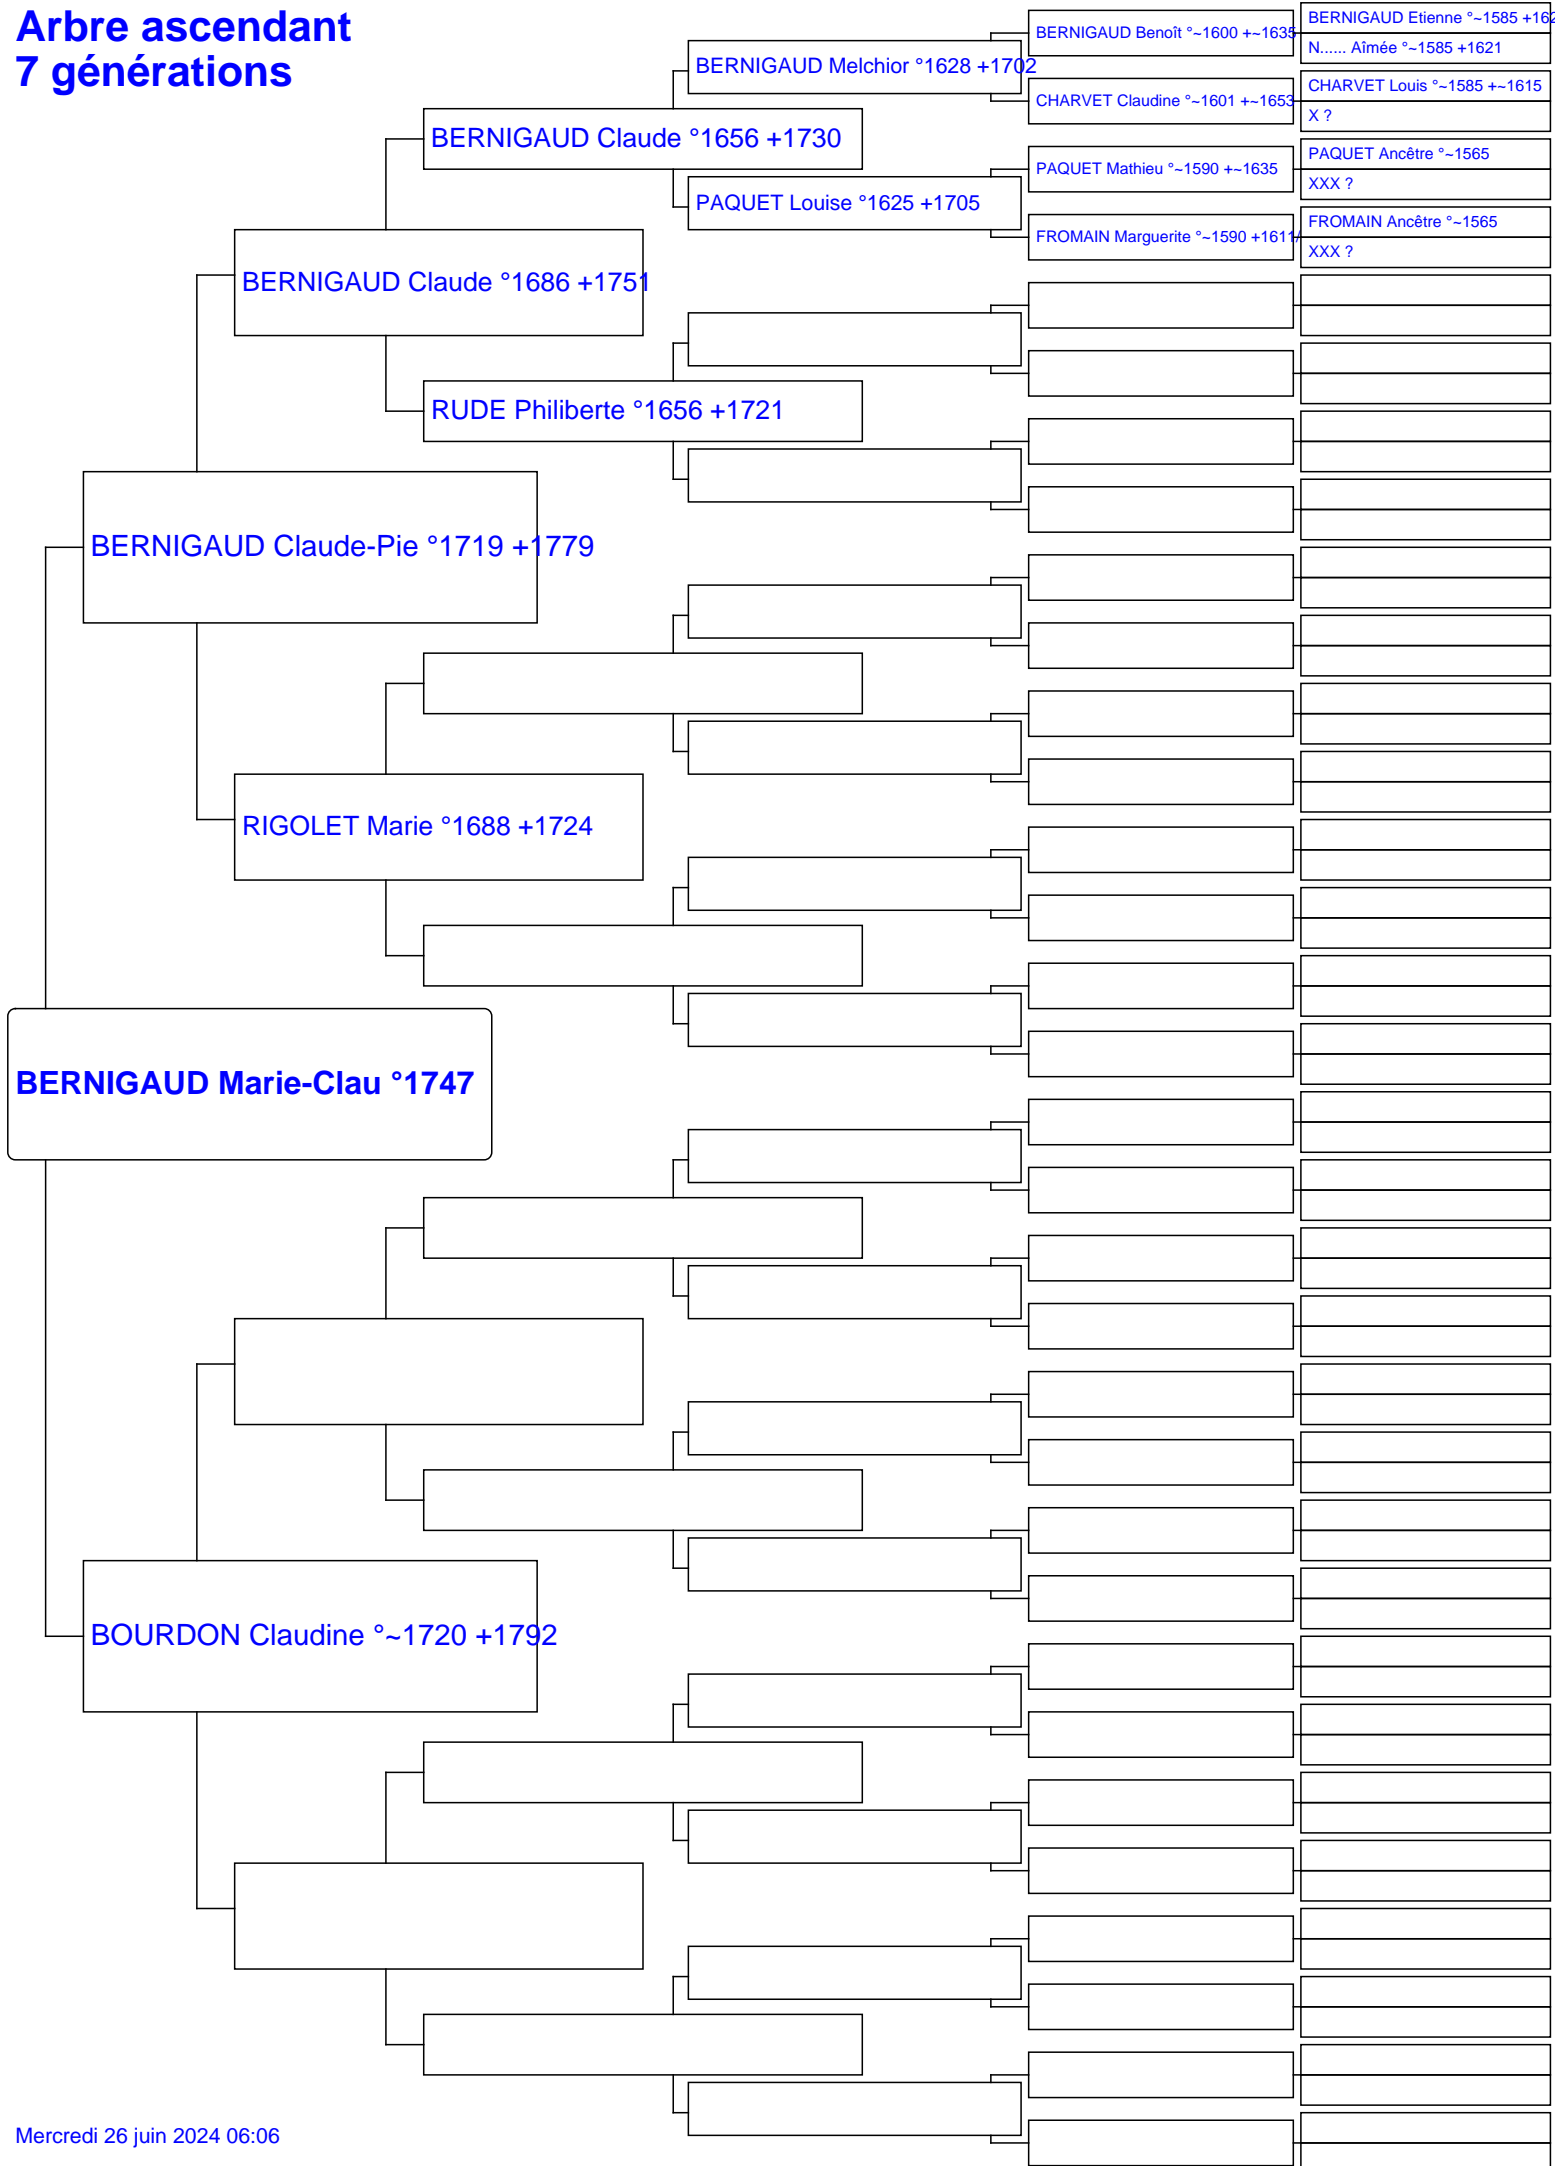 Arbre ascendant
7 générations
BERNIGAUD Etienne °~1585 +162
BERNIGAUD Benoît °~1600 +~1635
N...... Aîmée °~1585 +1621
BERNIGAUD Melchior °1628 +1702
CHARVET Louis °~1585 +~1615
CHARVET Claudine °~1601 +~1653
X ?
BERNIGAUD Claude °1656 +1730
PAQUET Ancêtre °~1565
PAQUET Mathieu °~1590 +~1635
XXX ?
PAQUET Louise °1625 +1705
FROMAIN Ancêtre °~1565
FROMAIN Marguerite °~1590 +1611/
XXX ?
BERNIGAUD Claude °1686 +1751
RUDE Philiberte °1656 +1721
BERNIGAUD Claude-Pie °1719 +1779
RIGOLET Marie °1688 +1724
BERNIGAUD Marie-Clau °1747
BOURDON Claudine °~1720 +1792
Mercredi 26 juin 2024 06:06